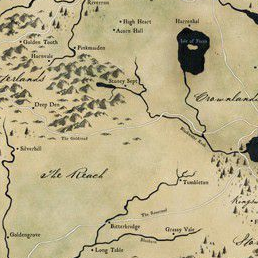 Riverrun
High Heart
Acorn Hall
Harrenhal
Isle of Faces
Golden Tooth
Pinkmaiden
Hornvale
Stoney Sept
Crownlands
Deep Den
The Goldroad
Blackwater Rush
Silverhill
The Reach
Tumbleton
The Roseroad
Bitterbridge
Grassy Vale
Goldengrove
Long Table